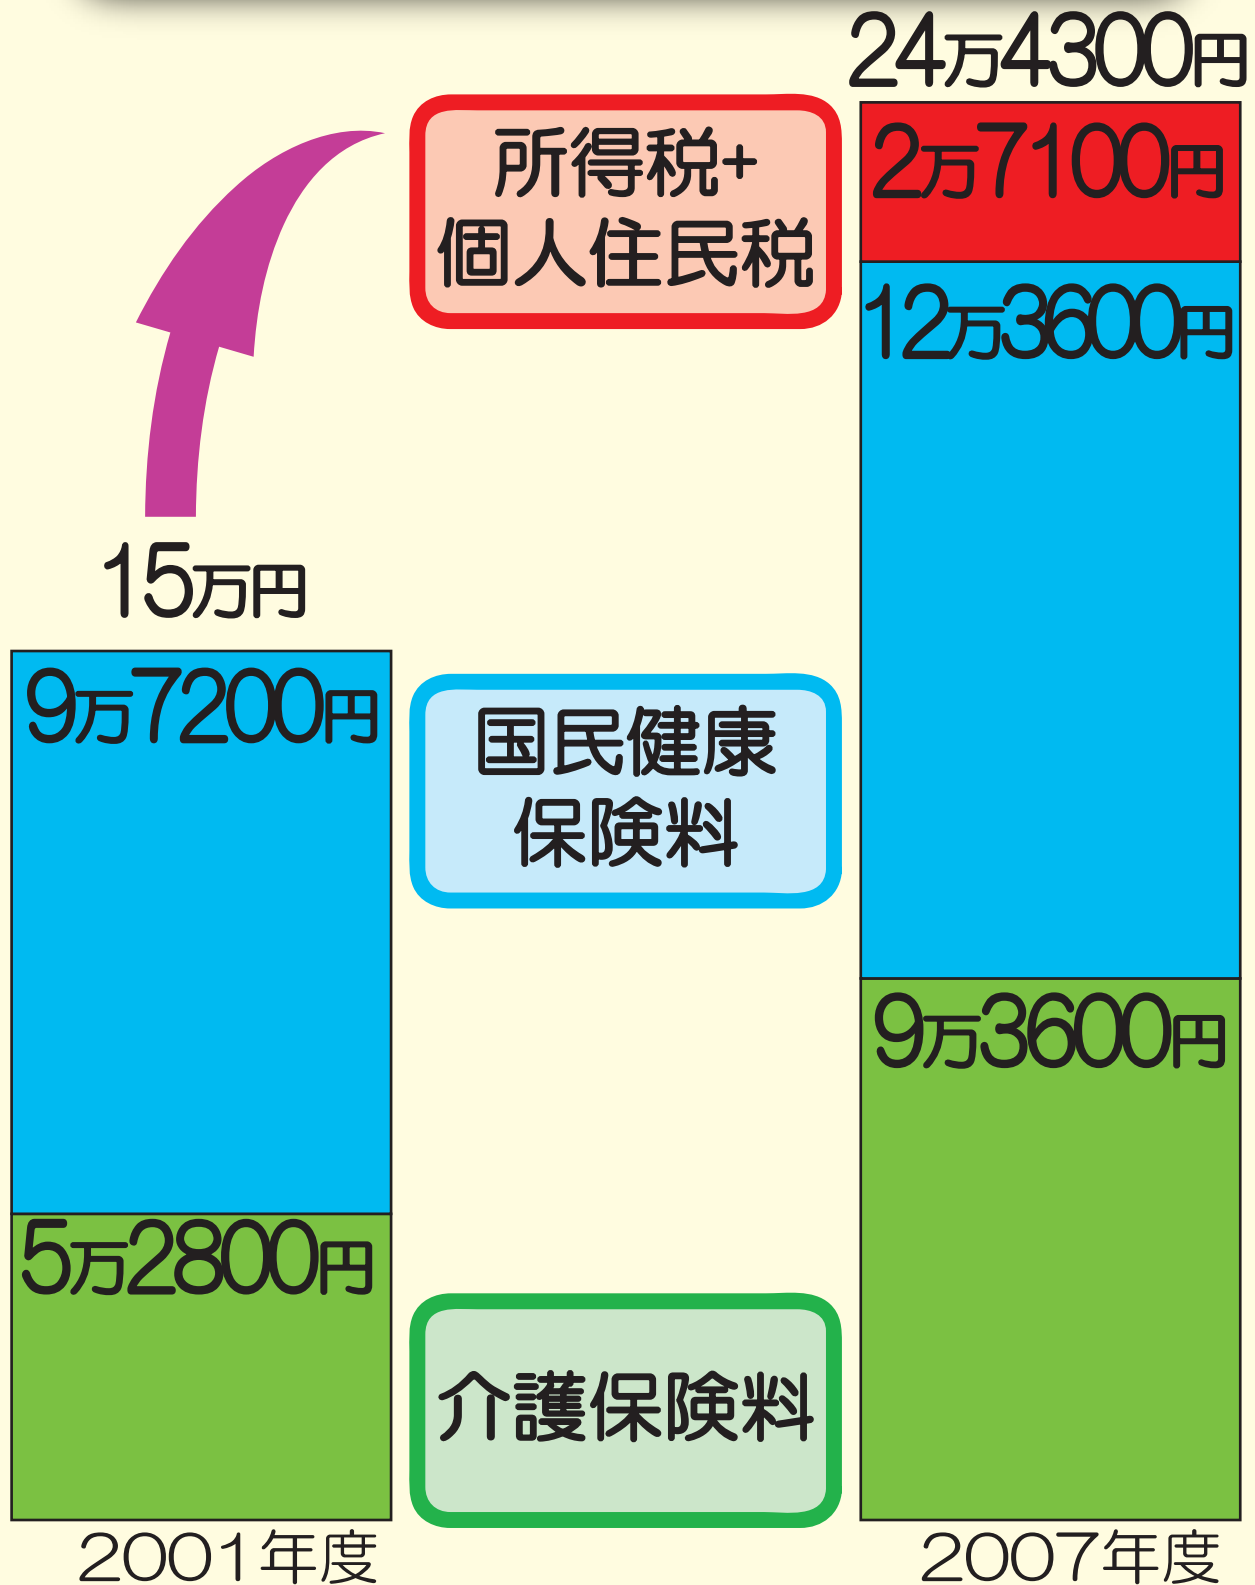 24万4300円
所得税+
個人住民税
2万7100円
12万3600円
15万円
9万7200円
国民健康
保険料
9万3600円
5万2800円
介護保険料
2001年度
2007年度